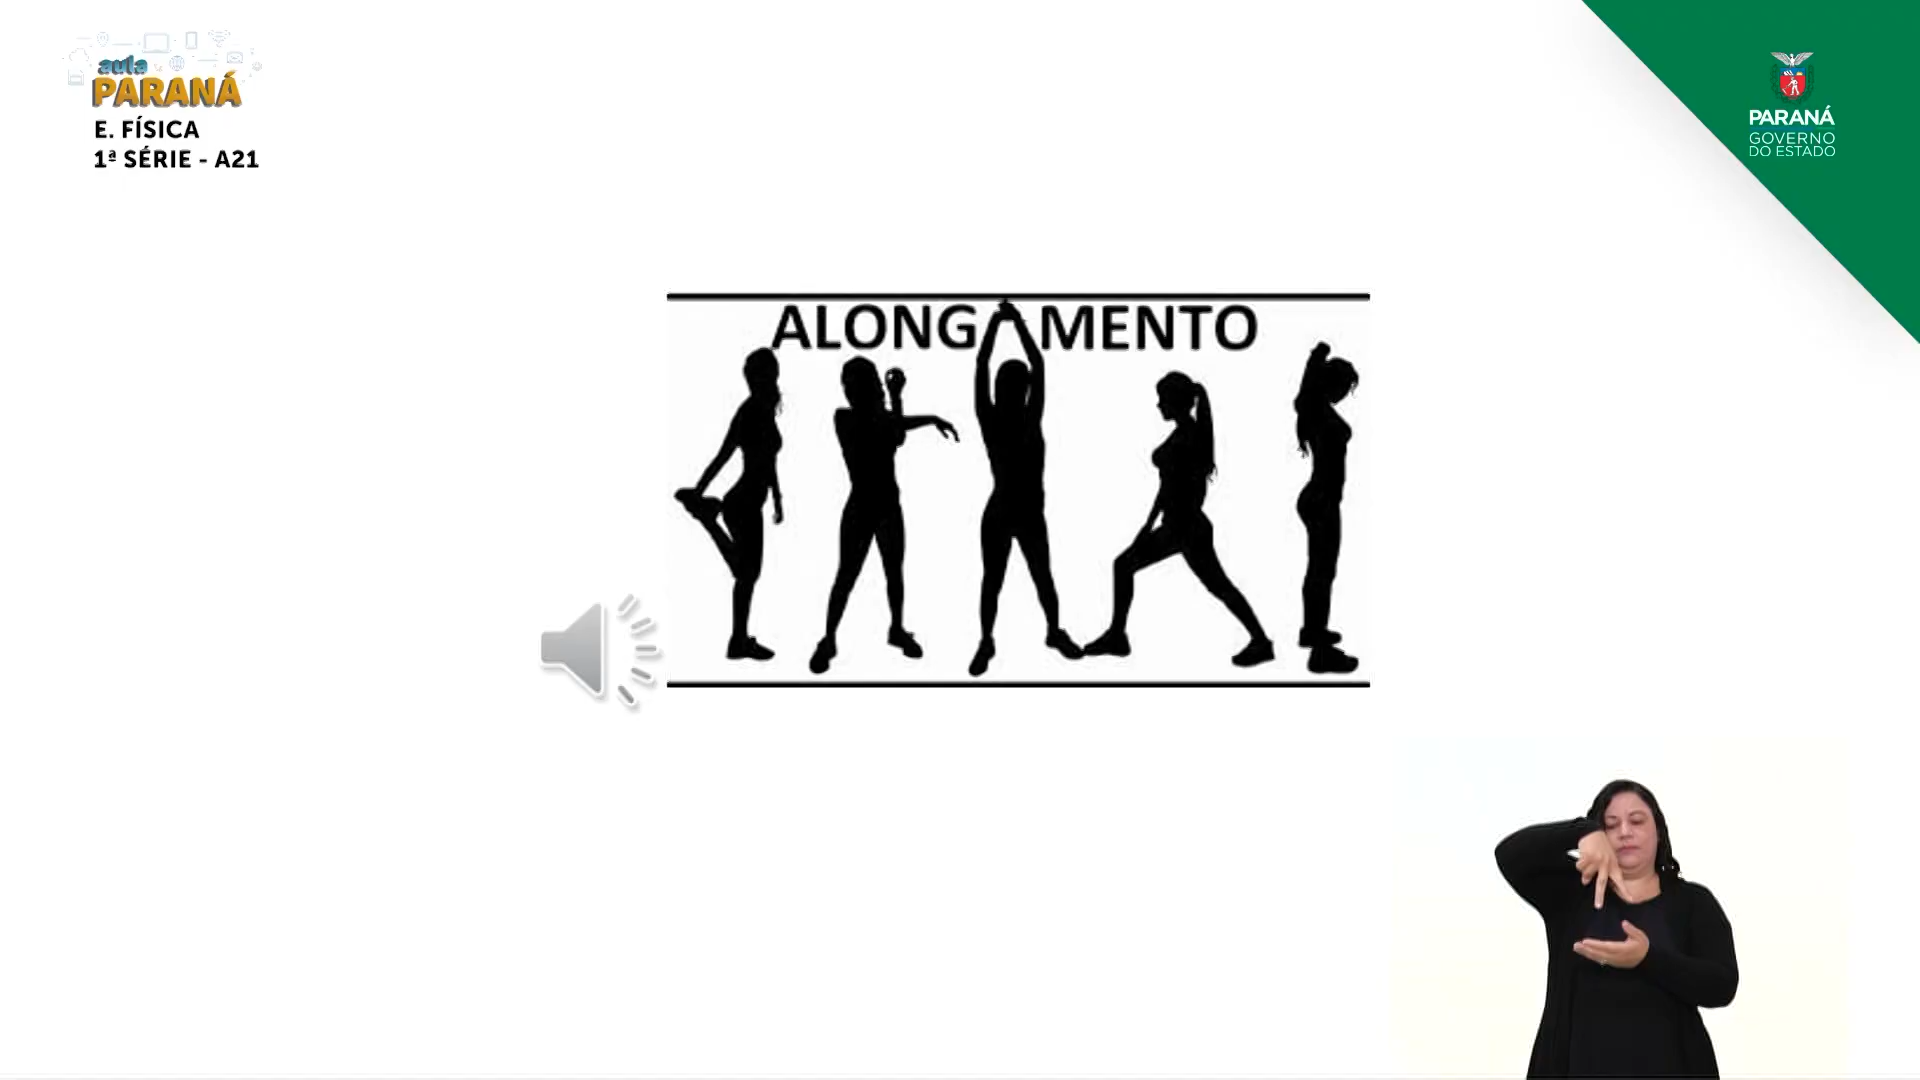 aula
PARANÁ
E. FÍSICA
1ª SÉRIE - A21
PARANÁ
GOVERNO
DO ESTADO
ALONGAMENTO